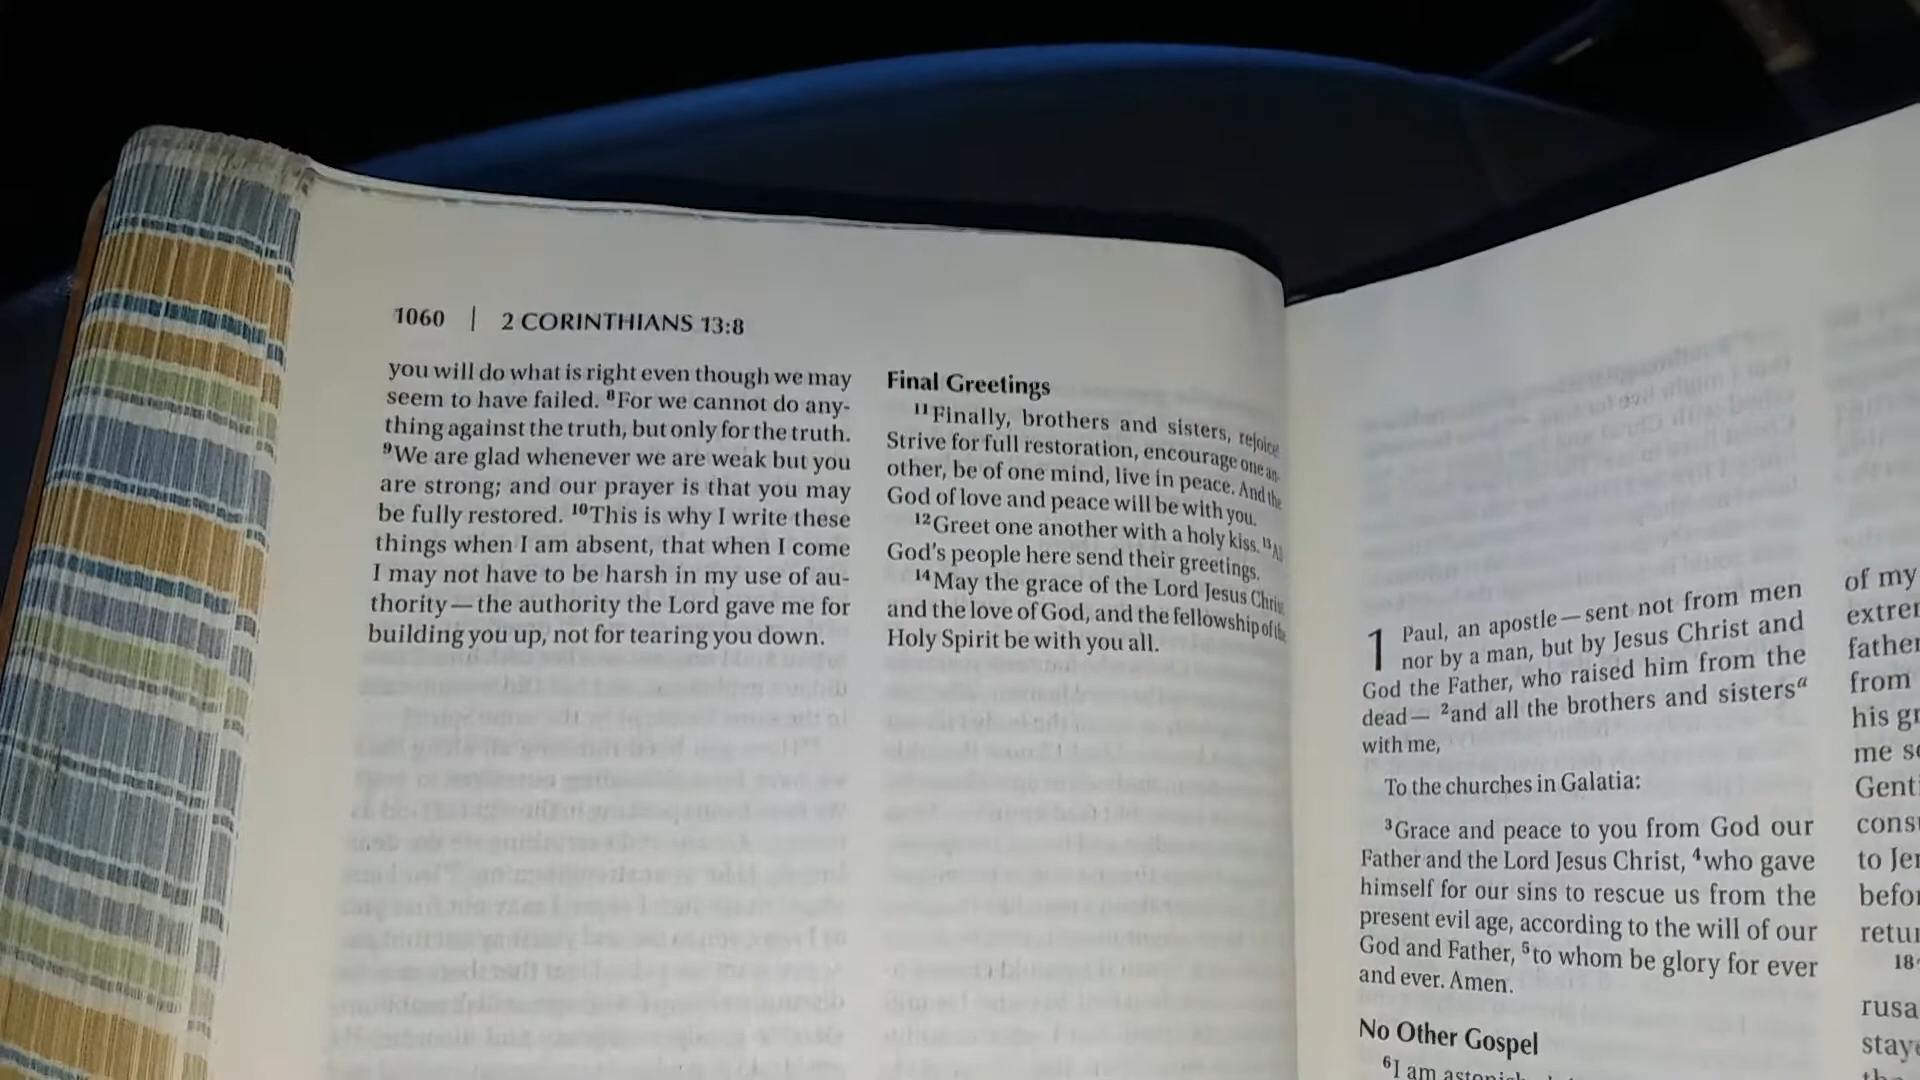 1060 | 2 CORINTHIANS 13:8
you will do what is right even though we may
seem to have failed. ⁸For we cannot do any-
thing against the truth, but only for the truth.
⁹We are glad whenever we are weak but you
are strong; and our prayer is that you may
be fully restored. ¹⁰This is why I write these
things when I am absent, that when I come
I may not have to be harsh in my use of au-
thority—the authority the Lord gave me for
building you up, not for tearing you down.
Final Greetings
¹¹Finally, brothers and sisters, rejoice
Strive for full restoration, encourage one an-
other, be of one mind, live in peace. And the
God of love and peace will be with you.
¹²Greet one another with a holy kiss. ¹³Al
God's people here send their greetings.
¹⁴May the grace of the Lord Jesus Christ
and the love of God, and the fellowship of the
Holy Spirit be with you all.
1 Paul, an apostle—sent not from men
nor by a man, but by Jesus Christ and
God the Father, who raised him from the
dead— ²and all the brothers and sistersᵃ
with me,
To the churches in Galatia:
³Grace and peace to you from God our
Father and the Lord Jesus Christ, ⁴who gave
himself for our sins to rescue us from the
present evil age, according to the will of our
God and Father, ⁵to whom be glory for ever
and ever. Amen.
No Other Gospel
⁶I am
of my
extrem
father
from
his gr
me so
Genti
consu
to Jer
befor
retur
18
rusa
staye